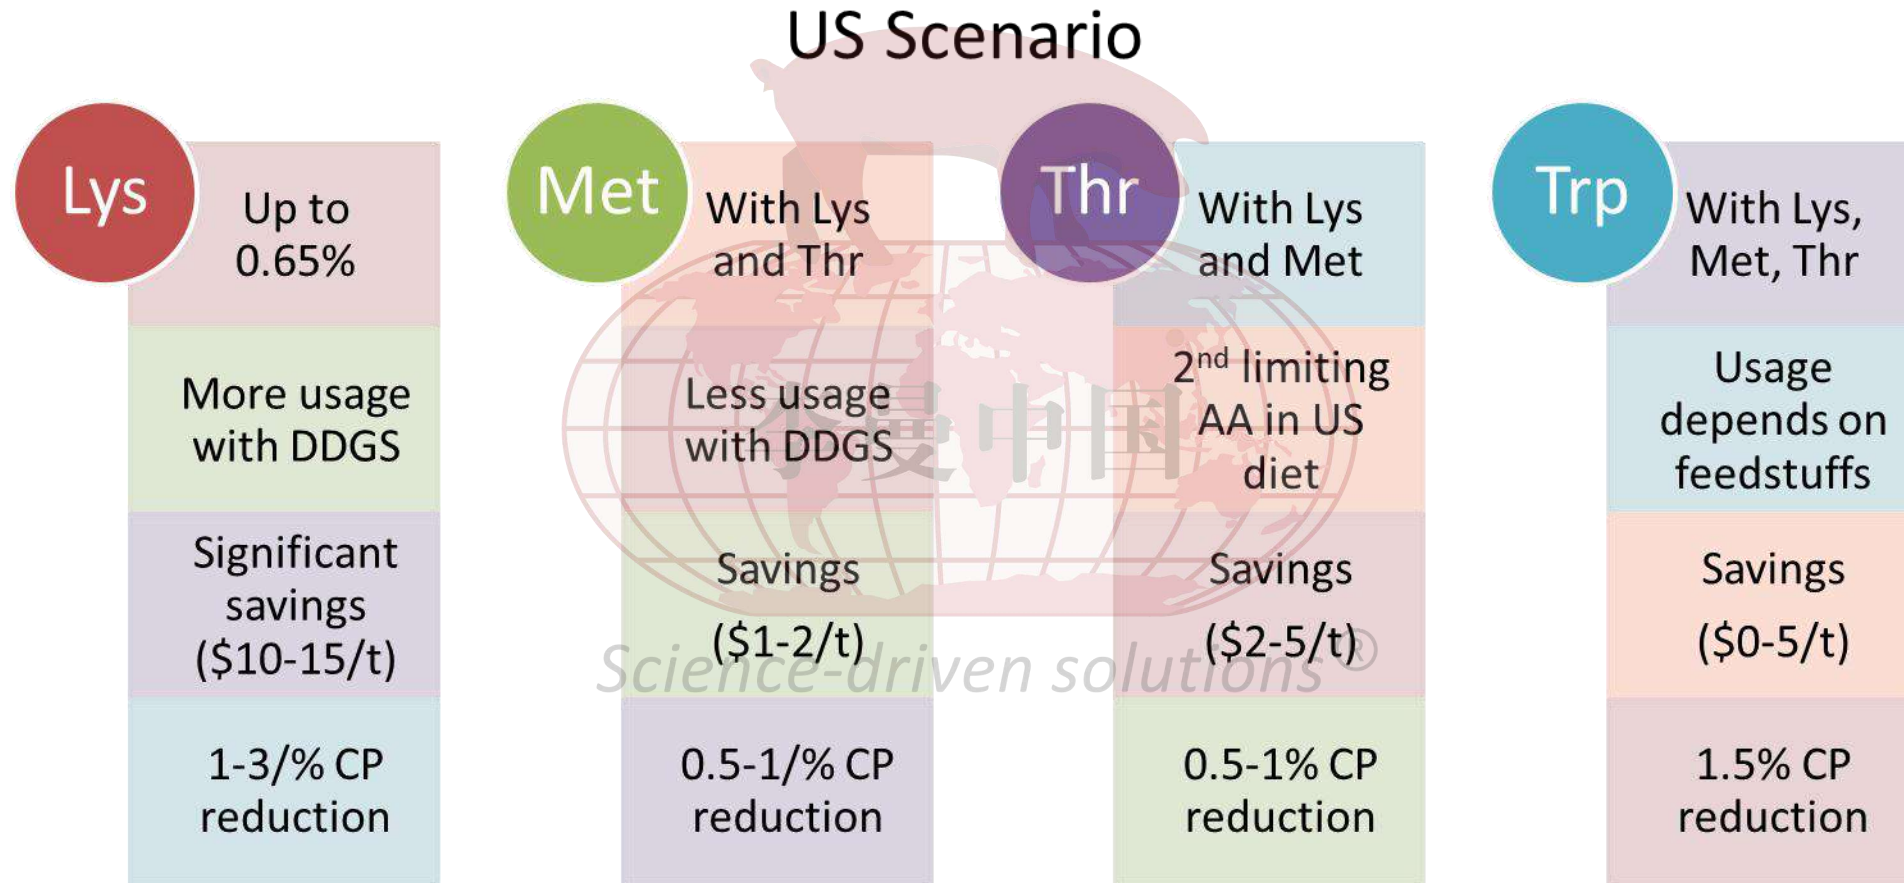 US Scenario
Lys
Up to
0.65%
More usage
with DDGS
Significant
savings
($10-15/t)
1-3/% CP
reduction
Met
With Lys
and Thr
Less usage
with DDGS
Savings
($1-2/t)
0.5-1/% CP
reduction
Thr
With Lys
and Met
2nd limiting
AA in US
diet
Savings
($2-5/t)
0.5-1% CP
reduction
Trp
With Lys,
Met, Thr
Usage
depends on
feedstuffs
Savings
($0-5/t)
1.5% CP
reduction
李曼中国
Science-driven solutions®